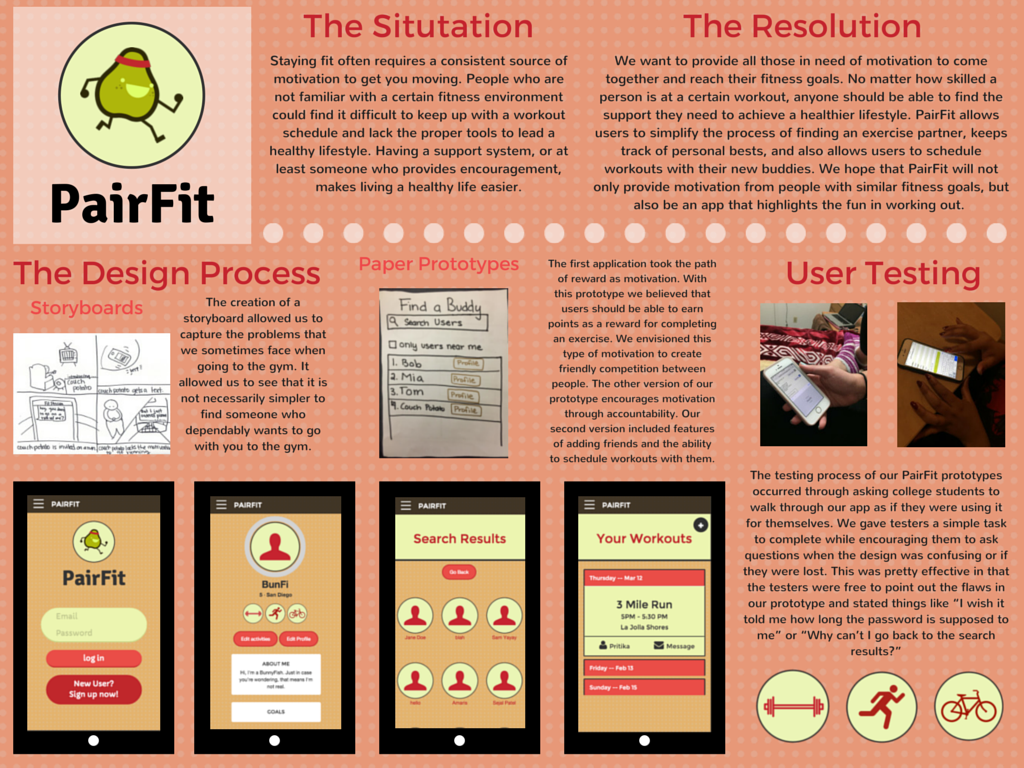 PairFit
The Situtation
Staying fit often requires a consistent source of
motivation to get you moving. People who are
not familiar with a certain fitness environment
could find it difficult to keep up with a workout
schedule and lack the proper tools to lead a
healthy lifestyle. Having a support system, or at
least someone who provides encouragement,
makes living a healthy life easier.
The Resolution
We want to provide all those in need of motivation to come
together and reach their fitness goals. No matter how skilled a
person is at a certain workout, anyone should be able to find the
support they need to achieve a healthier lifestyle. PairFit allows
users to simplify the process of finding an exercise partner, keeps
track of personal bests, and also allows users to schedule
workouts with their new buddies. We hope that PairFit will not
only provide motivation from people with similar fitness goals, but
also be an app that highlights the fun in working out.
The Design Process
Storyboards
couch
potato
couch potato gets a text.
The creation of a
storyboard allowed us to
capture the problems that
we sometimes face when
going to the gym. It
allowed us to see that it is
not necessarily simpler to
find someone who
dependably wants to go
with you to the gym.
Paper Prototypes
Find a Buddy
Search Users
only users near me
1. Bob Profile
2. Mia Profile
3. Tom Profile
4. Couch Potato Profile
The first application took the path
of reward as motivation. With
this prototype we believed that
users should be able to earn
points as a reward for completing
an exercise. We envisioned this
type of motivation to create
friendly competition between
people. The other version of our
prototype encourages motivation
through accountability. Our
second version included features
of adding friends and the ability
to schedule workouts with them.
User Testing
The testing process of our PairFit prototypes
occurred through asking college students to
walk through our app as if they were using it
for themselves. We gave testers a simple task
to complete while encouraging them to ask
questions when the design was confusing or if
they were lost. This was pretty effective in that
the testers were free to point out the flaws in
our prototype and stated things like "I wish it
told me how long the password is supposed to
me" or "Why can't I go back to the search
results?"
PAIRFIT
PairFit
Email
Password
log in
New User?
Sign up now!
PAIRFIT
BunFi
5 · San Diego
Edit activities Edit Profile
ABOUT ME
Hi, I'm a BunnyFish. Just in case
you're wondering, that means I'm
not real.
GOALS
PAIRFIT
Search Results
Go Back
Jane Doe
Sam Yapay
hello Amaris Sejal Patel
PAIRFIT
+
Your Workouts
Thursday — Mar 12
3 Mile Run
5PM - 5:30 PM
La Jolla Shores
Pritika Message
Friday — Feb 13
Sunday — Feb 15